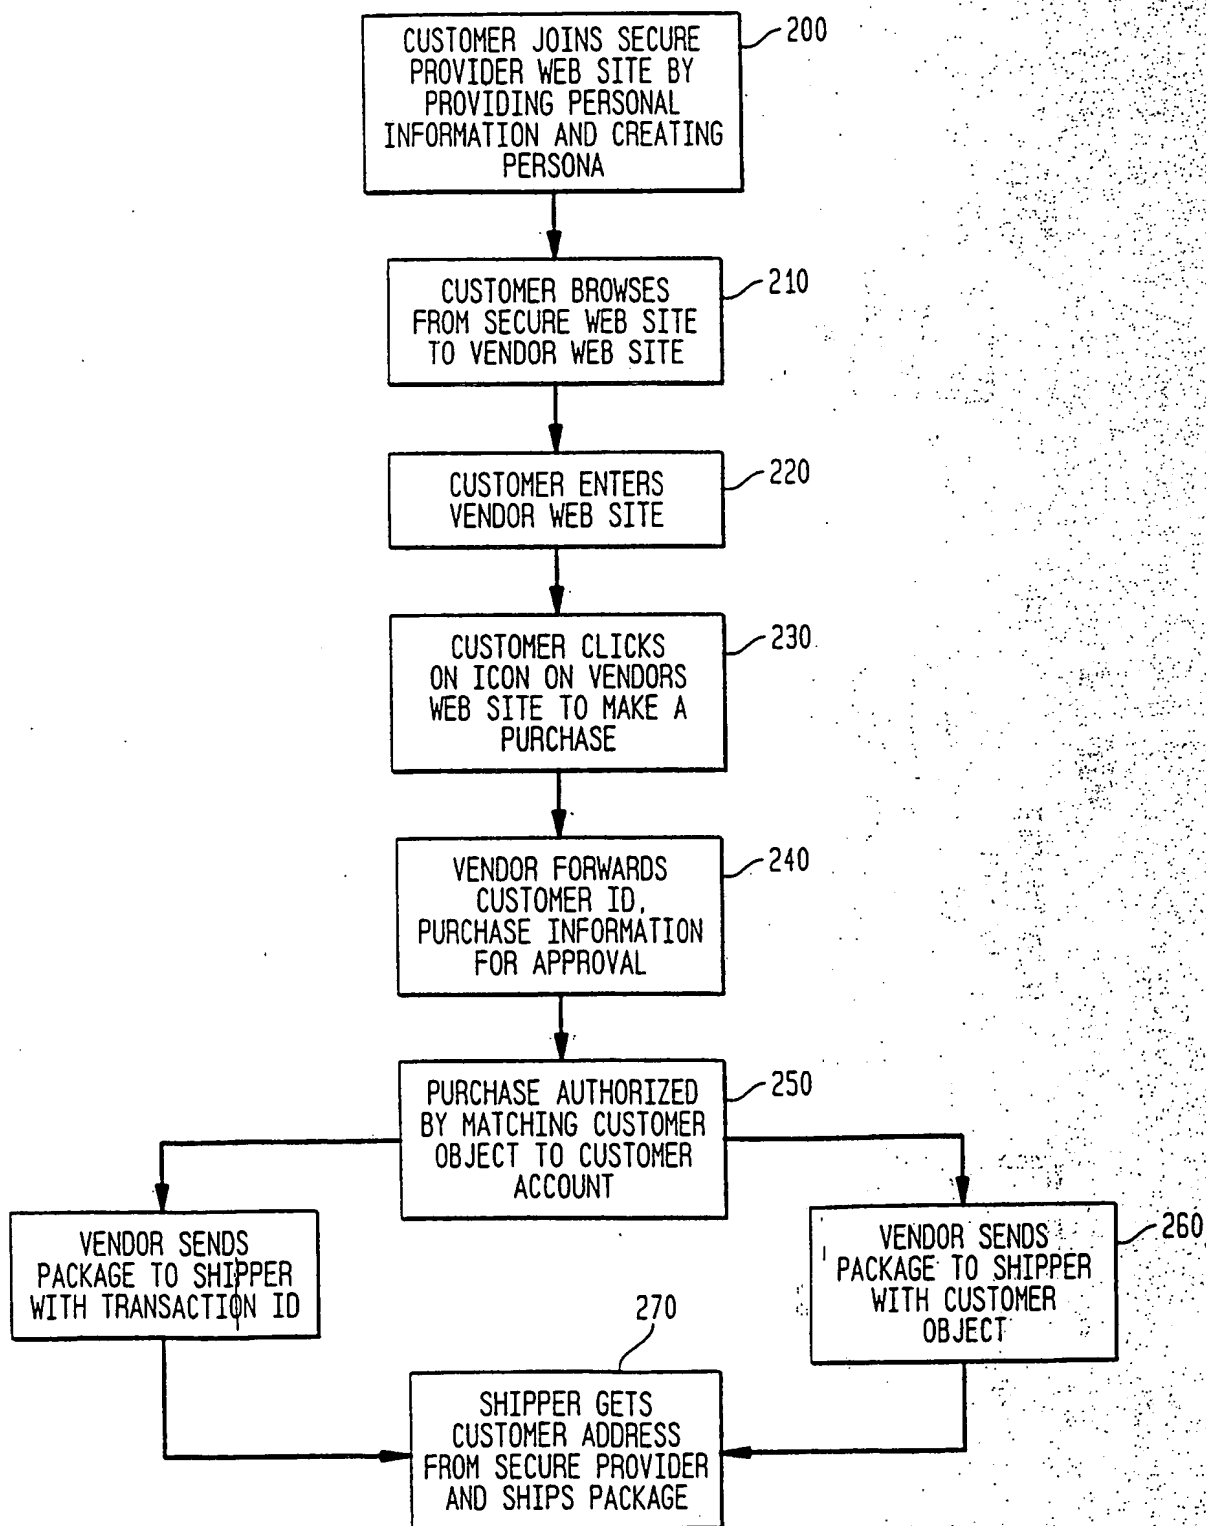 CUSTOMER JOINS SECURE
PROVIDER WEB SITE BY
PROVIDING PERSONAL
INFORMATION AND CREATING
PERSONA
200
CUSTOMER BROWSES
FROM SECURE WEB SITE
TO VENDOR WEB SITE
210
CUSTOMER ENTERS
VENDOR WEB SITE
220
CUSTOMER CLICKS
ON ICON ON VENDORS
WEB SITE TO MAKE A
PURCHASE
230
VENDOR FORWARDS
CUSTOMER ID,
PURCHASE INFORMATION
FOR APPROVAL
240
PURCHASE AUTHORIZED
BY MATCHING CUSTOMER
OBJECT TO CUSTOMER
ACCOUNT
250
VENDOR SENDS
PACKAGE TO SHIPPER
WITH TRANSACTION ID
VENDOR SENDS
PACKAGE TO SHIPPER
WITH CUSTOMER
OBJECT
260
270
SHIPPER GETS
CUSTOMER ADDRESS
FROM SECURE PROVIDER
AND SHIPS PACKAGE